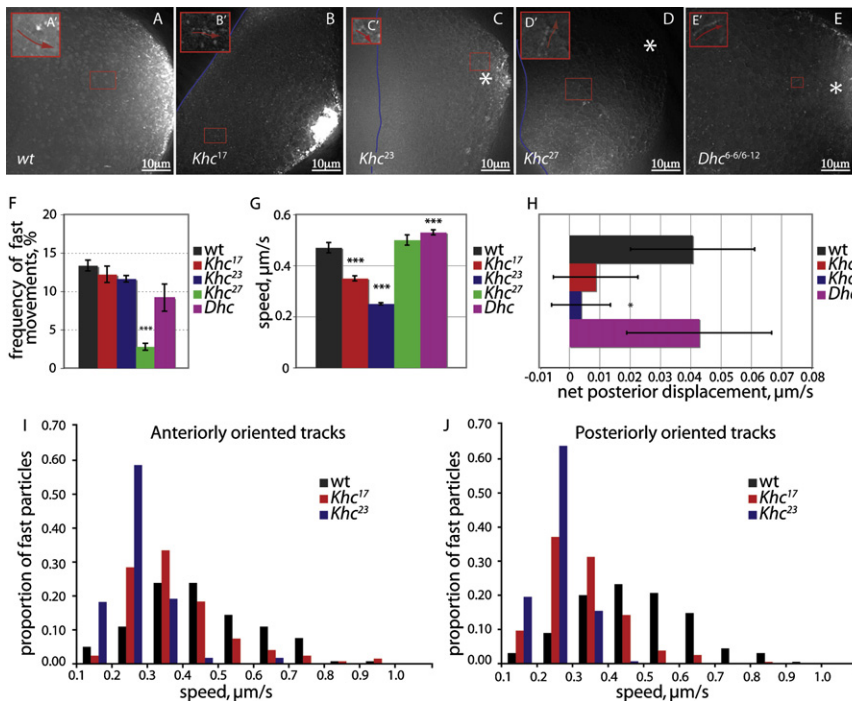 A' A
B' B
C' C
D' D
E' E
wt
Khc¹⁷
Khc²³
Khc²⁷
Dhc⁶⁻⁶/⁶⁻¹²
10µm
10µm
10µm
10µm
10µm
*
*
*
F
frequency of fast movements, %
20
15
10
5
0
***
wt
Khc¹⁷
Khc²³
Khc²⁷
Dhc
G
speed, µm/s
0.6
0.4
0.2
0
***
***
***
wt
Khc¹⁷
Khc²³
Khc²⁷
Dhc
H
*
wt
Khc
Khc
Dh
-0.01 0 0.01 0.02 0.03 0.04 0.05 0.06 0.07 0.08
net posterior displacement, µm/s
I
Anteriorly oriented tracks
proportion of fast particles
0.70
0.60
0.50
0.40
0.30
0.20
0.10
0.00
wt
Khc¹⁷
Khc²³
0.1 0.2 0.3 0.4 0.5 0.6 0.7 0.8 0.9 1.0
speed, µm/s
J
Posteriorly oriented tracks
proportion of fast particles
0.70
0.60
0.50
0.40
0.30
0.20
0.10
0.00
wt
Khc¹⁷
Khc²³
0.1 0.2 0.3 0.4 0.5 0.6 0.7 0.8 0.9 1.0
speed, µm/s